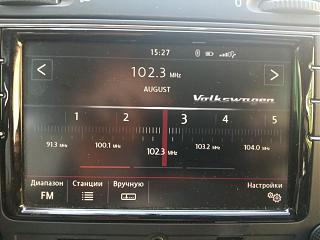 15:27
102.3 MHz
AUGUST
Volkswagen
1 2 3 4 5
91.3 100.1 MHz 102.3 MHz 103.2 MHz 104.0 MHz
Диапазон Станции Вручную Настройки
FM